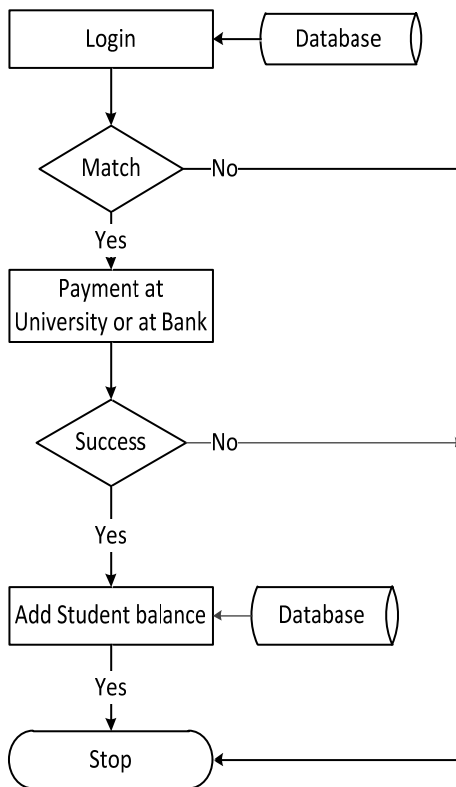 Login
Database
Match
No
Yes
Payment at
University or at Bank
Success
No
Yes
Add Student balance
Database
Yes
Stop